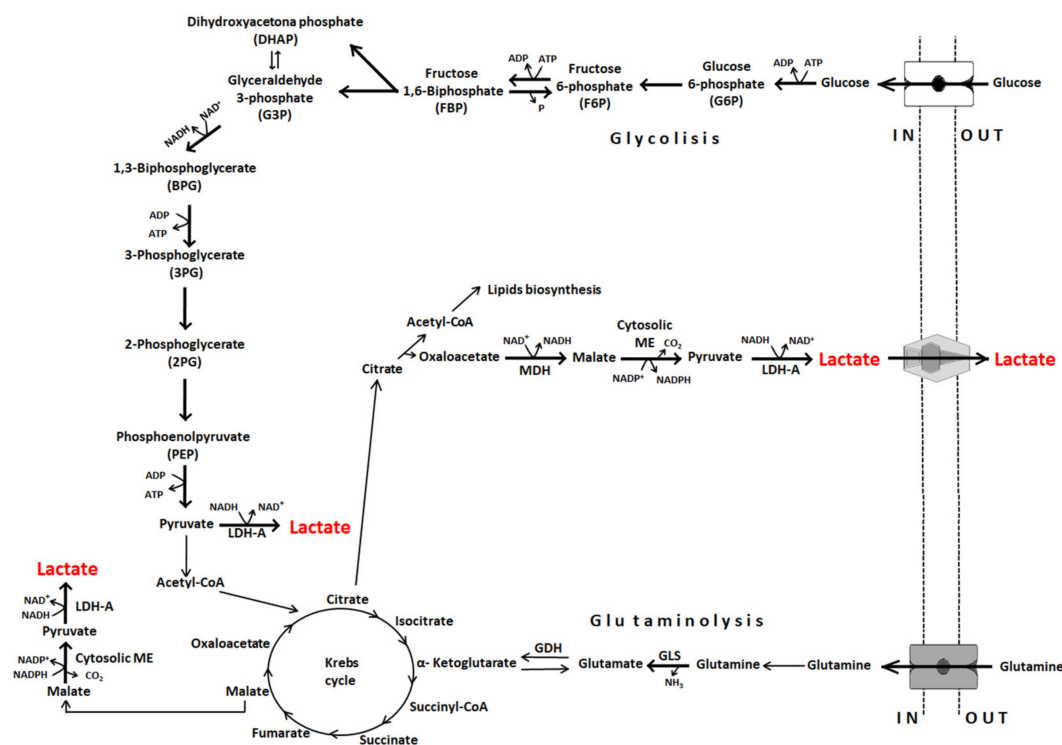 Dihydroxyacetona phosphate
(DHAP)
Glyceraldehyde
3-phosphate
(G3P)
Fructose
1,6-Biphosphate
(FBP)
ADP
ATP
P
Fructose
6-phosphate
(F6P)
Glucose
6-phosphate
(G6P)
ADP
ATP
Glucose
Glucose
Glycolisis
IN
OUT
NADH
NAD+
1,3-Biphosphoglycerate
(BPG)
ADP
ATP
3-Phosphoglycerate
(3PG)
2-Phosphoglycerate
(2PG)
Phosphoenolpyruvate
(PEP)
ADP
ATP
Pyruvate
NADH
NAD+
LDH-A
Lactate
Acetyl-CoA
Lipids biosynthesis
Acetyl-CoA
Citrate
Oxaloacetate
NAD+
NADH
MDH
Malate
Cytosolic
ME
CO2
NADP+
NADPH
Pyruvate
NADH
NAD+
LDH-A
Lactate
Lactate
Lactate
NAD+
NADH
LDH-A
Pyruvate
NADP+
NADPH
Cytosolic ME
CO2
Malate
Krebs
cycle
Citrate
Isocitrate
α- Ketoglutarate
Succinyl-CoA
Succinate
Fumarate
Malate
Oxaloacetate
Glutaminolysis
GDH
Glutamate
GLS
NH3
Glutamine
Glutamine
Glutamine
IN
OUT